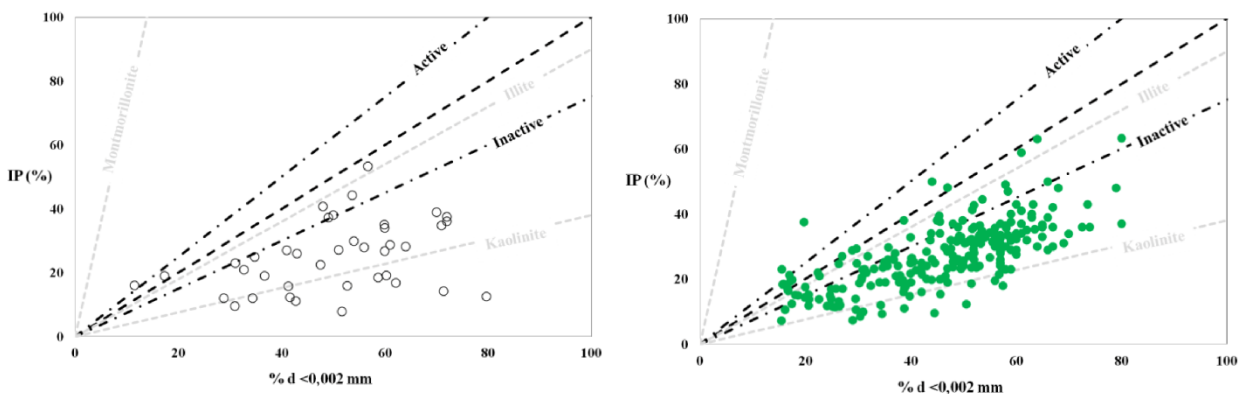 100
80
60
IP (%)
40
20
0
0 20 40 60 80 100
% d <0,002 mm
Montmorillonite
Active
Illite
Inactive
Kaolinite
100
80
60
IP (%)
40
20
0
0 20 40 60 80 100
% d <0,002 mm
Montmorillonite
Active
Illite
Inactive
Kaolinite